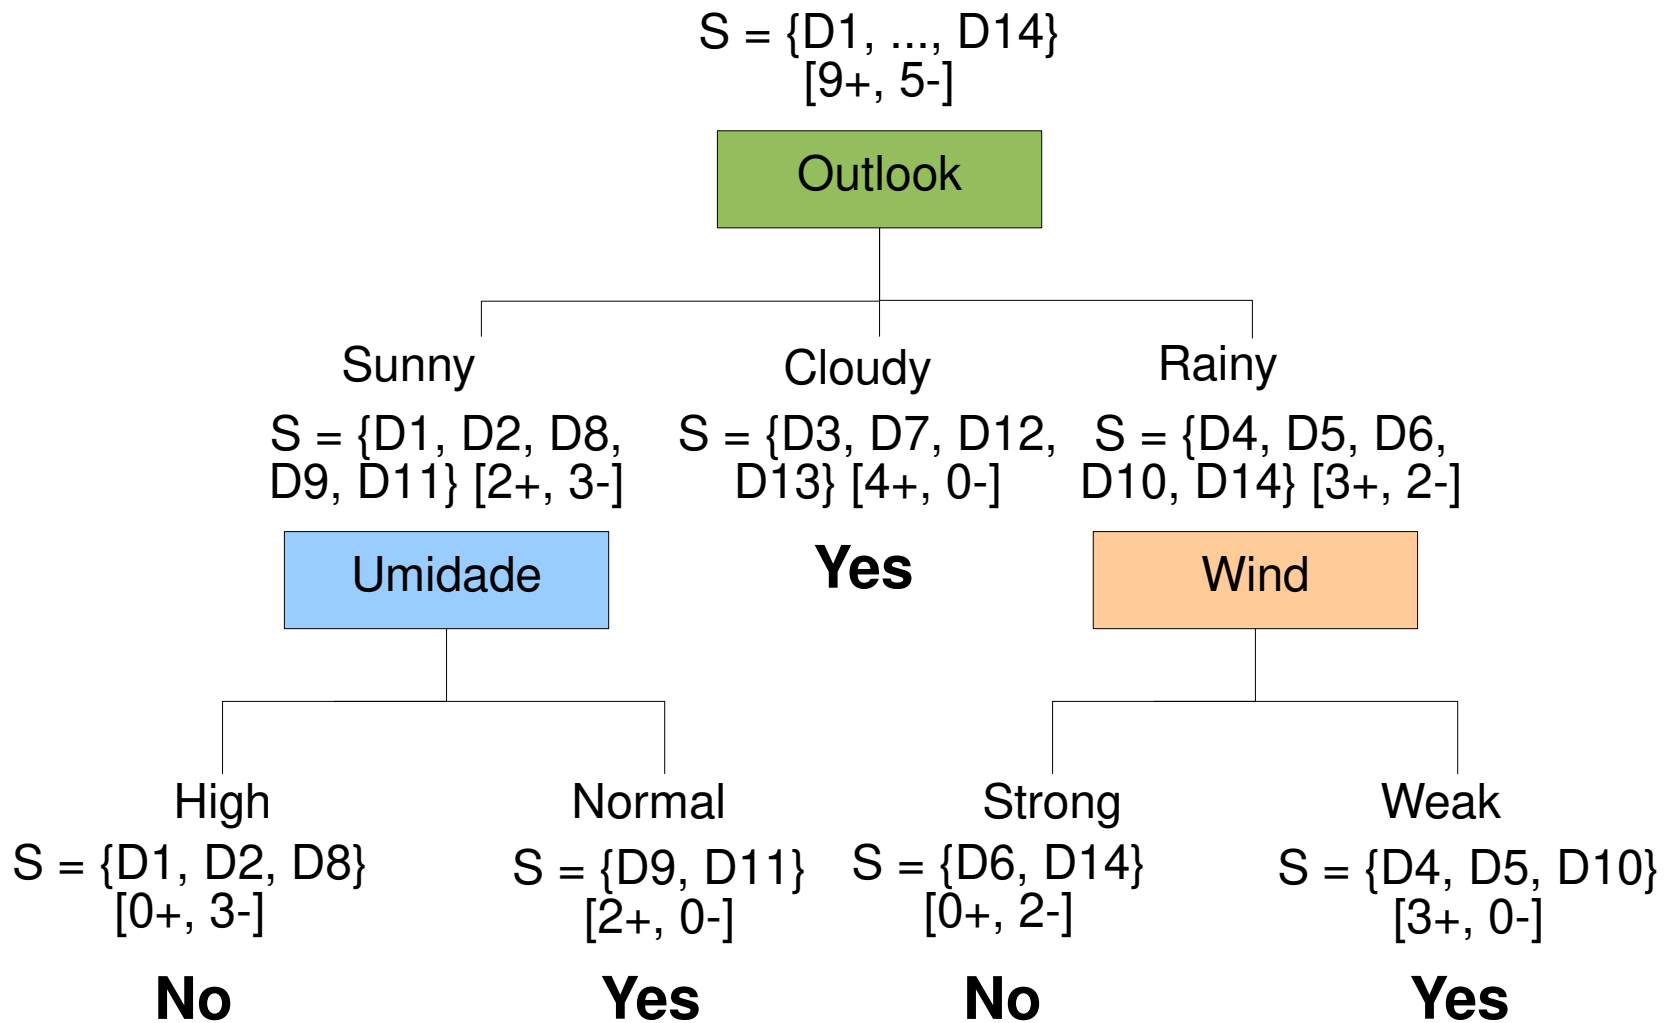 S = {D1, ..., D14}
[9+, 5-]
Outlook
Sunny
Cloudy
Rainy
S = {D1, D2, D8,
D9, D11} [2+, 3-]
S = {D3, D7, D12,
D13} [4+, 0-]
S = {D4, D5, D6,
D10, D14} [3+, 2-]
Umidade
Yes
Wind
High
Normal
Strong
Weak
S = {D1, D2, D8}
[0+, 3-]
S = {D9, D11}
[2+, 0-]
S = {D6, D14}
[0+, 2-]
S = {D4, D5, D10}
[3+, 0-]
No
Yes
No
Yes